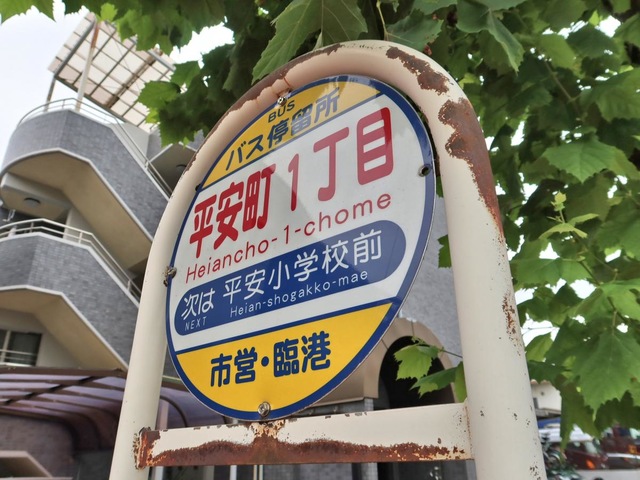 BUS
バス停留所
平安町1丁目
Heiancho-1-chome
次は 平安小学校前
NEXT Heian-shogakko-mae
市営・臨港